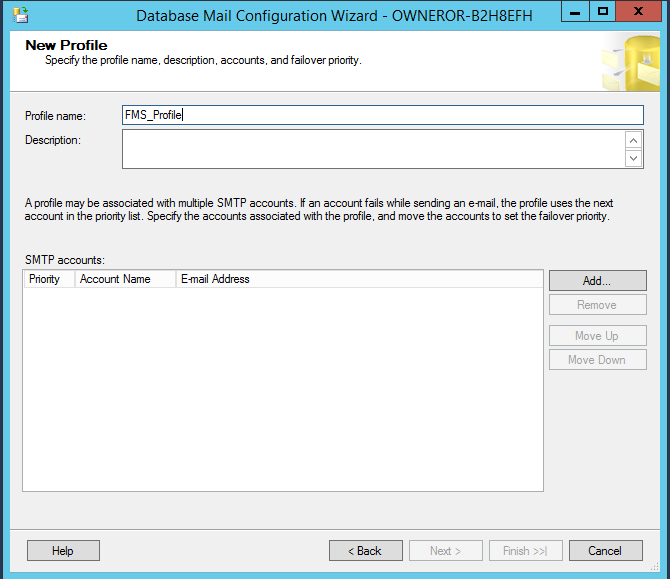 Database Mail Configuration Wizard - OWNEROR-B2H8EFH
New Profile
Specify the profile name, description, accounts, and failover priority.
Profile name: FMS_Profile
Description:
A profile may be associated with multiple SMTP accounts. If an account fails while sending an e-mail, the profile uses the next
account in the priority list. Specify the accounts associated with the profile, and move the accounts to set the failover priority.
SMTP accounts:
Priority Account Name E-mail Address
Add...
Remove
Move Up
Move Down
Help < Back Next > Finish >>| Cancel